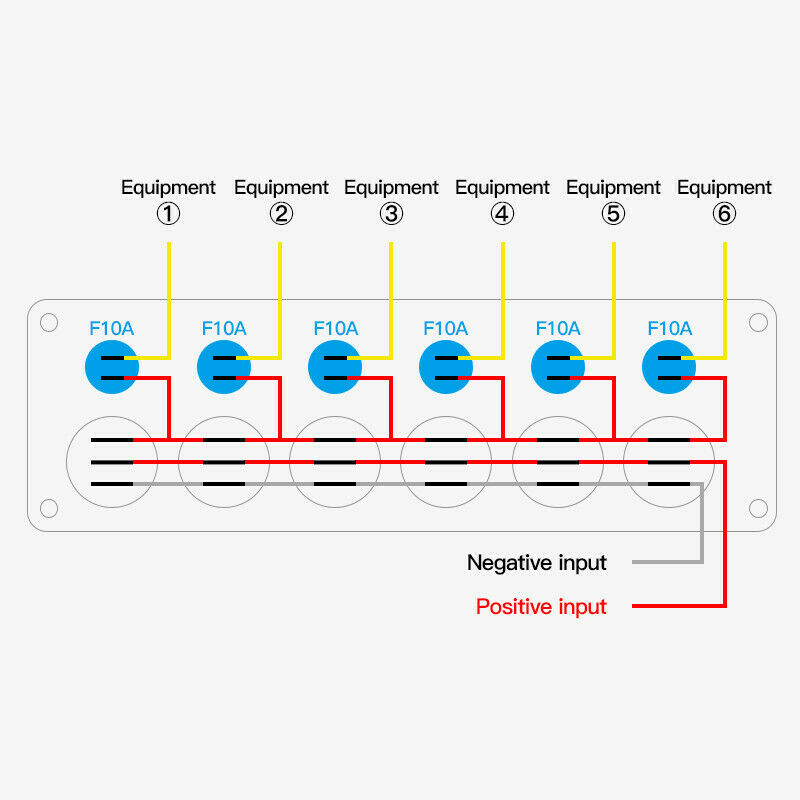 Equipment Equipment Equipment Equipment Equipment Equipment
① ② ③ ④ ⑤ ⑥
F10A F10A F10A F10A F10A F10A
Negative input
Positive input